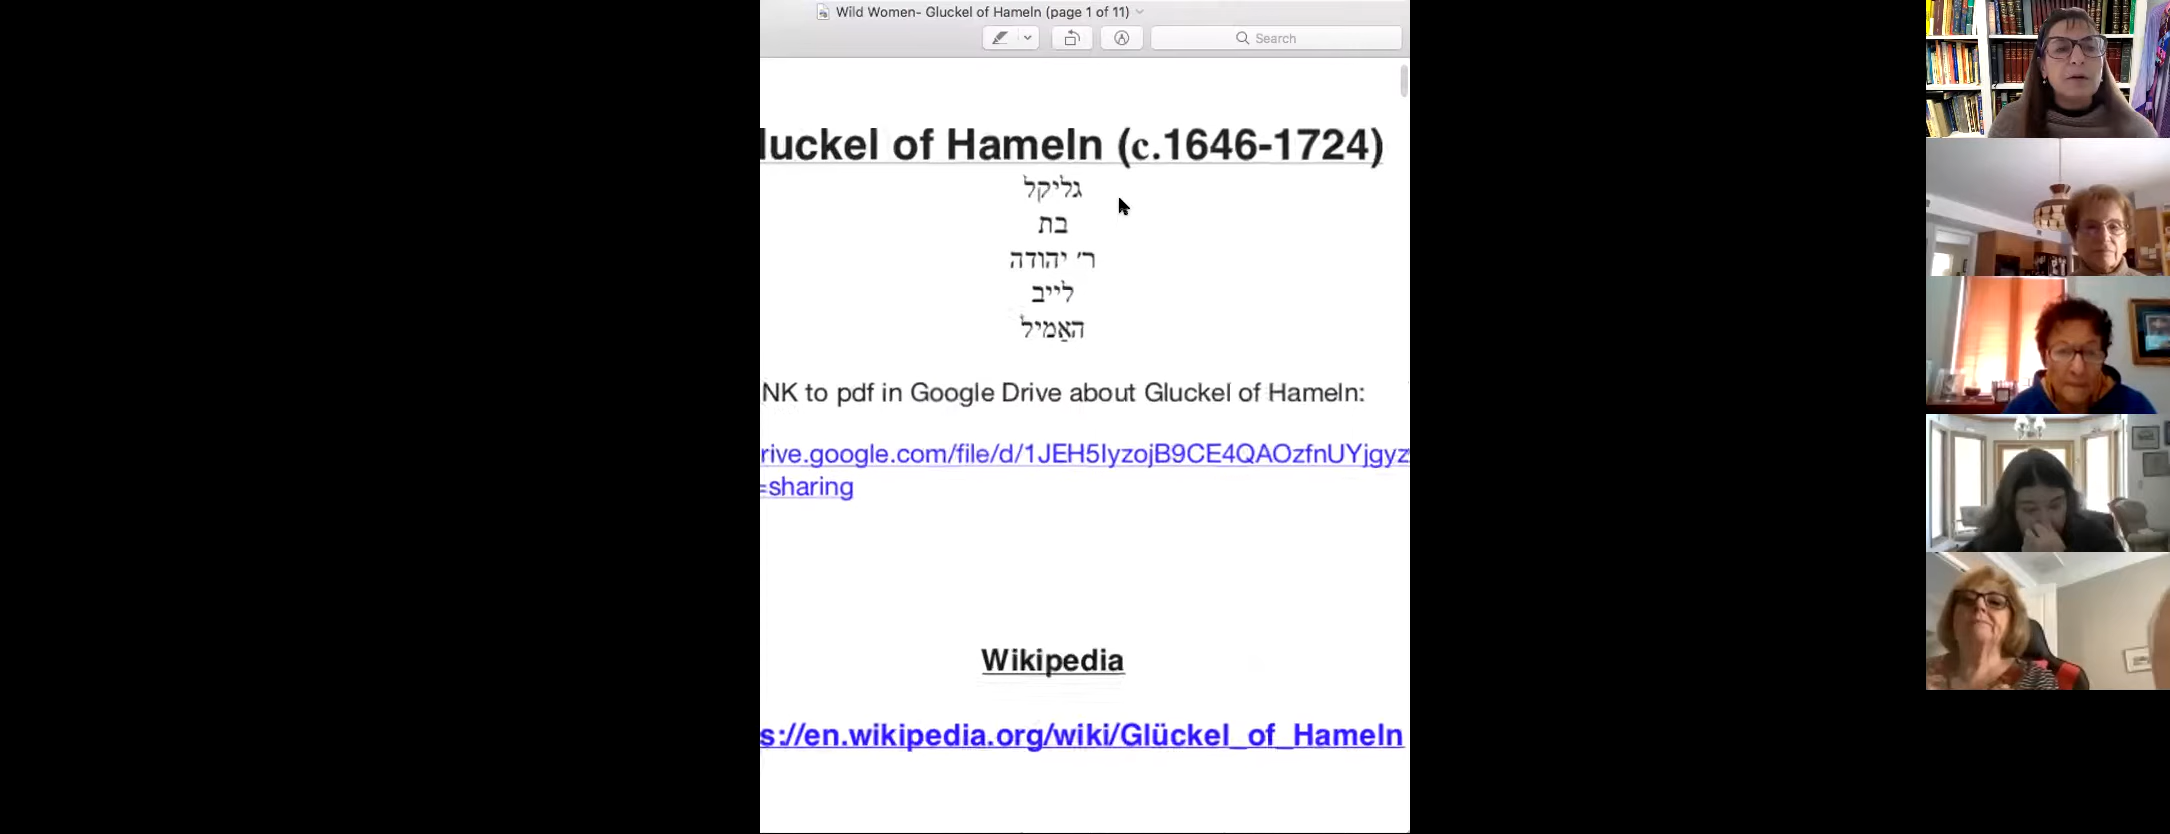 Wild Women- Gluckel of Hameln (page 1 of 11)
Search
luckel of Hameln (c.1646-1724)
גליקל
בת
ר׳ יהודה
לייב
האַמיל
NK to pdf in Google Drive about Gluckel of Hameln:
rive.google.com/file/d/1JEH5IyzojB9CE4QAOzfnUYjgyz
=sharing
Wikipedia
s://en.wikipedia.org/wiki/Glückel_of_Hameln